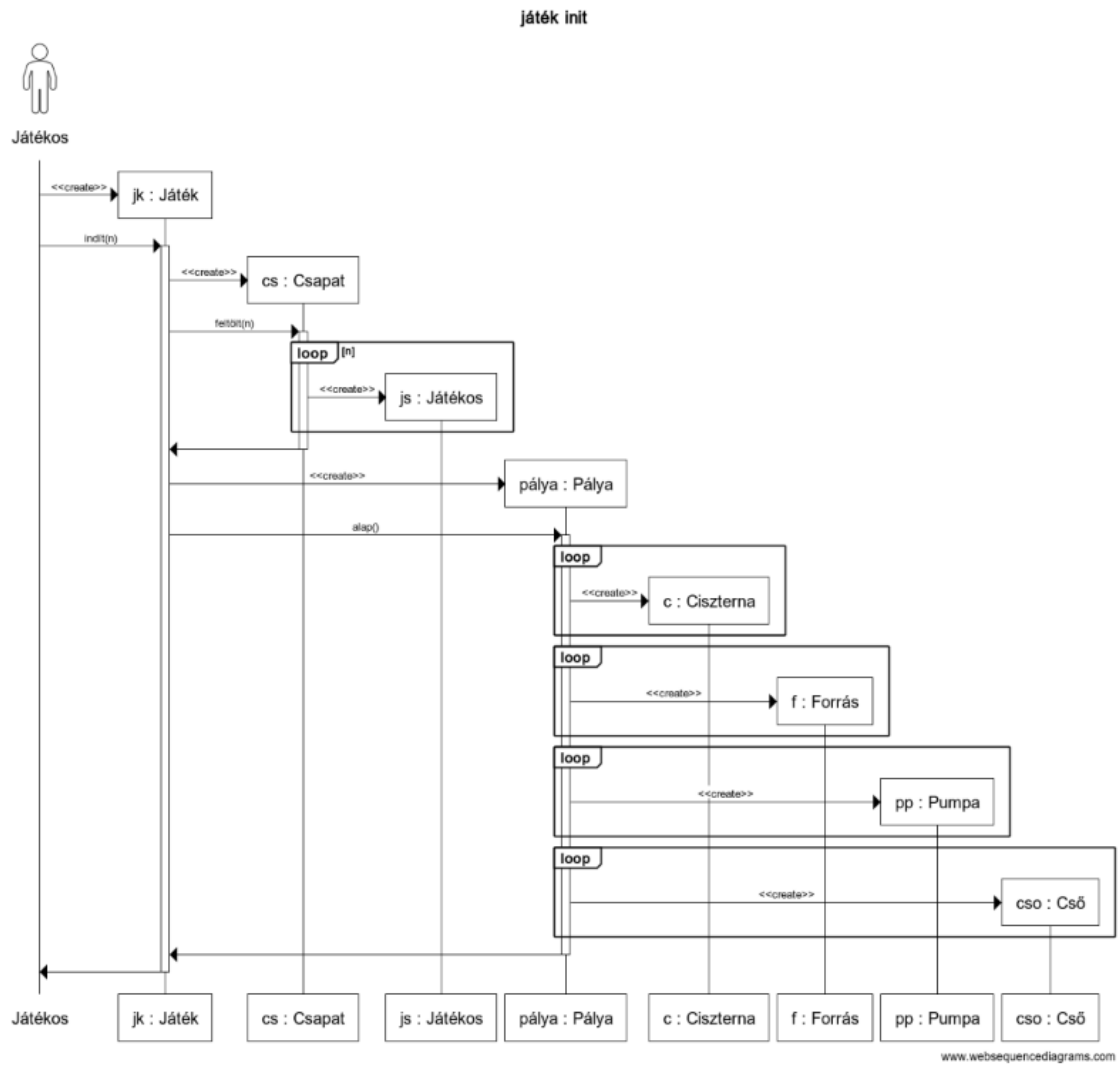 játék init
Játékos
<<create>>
jk : Játék
indít(n)
<<create>>
cs : Csapat
feltölt(n)
loop [n]
<<create>>
js : Játékos
<<create>>
pálya : Pálya
alap()
loop
<<create>>
c : Ciszterna
loop
<<create>>
f : Forrás
loop
<<create>>
pp : Pumpa
loop
<<create>>
cso : Cső
Játékos
jk : Játék
cs : Csapat
js : Játékos
pálya : Pálya
c : Ciszterna
f : Forrás
pp : Pumpa
cso : Cső
www.websequencediagrams.com